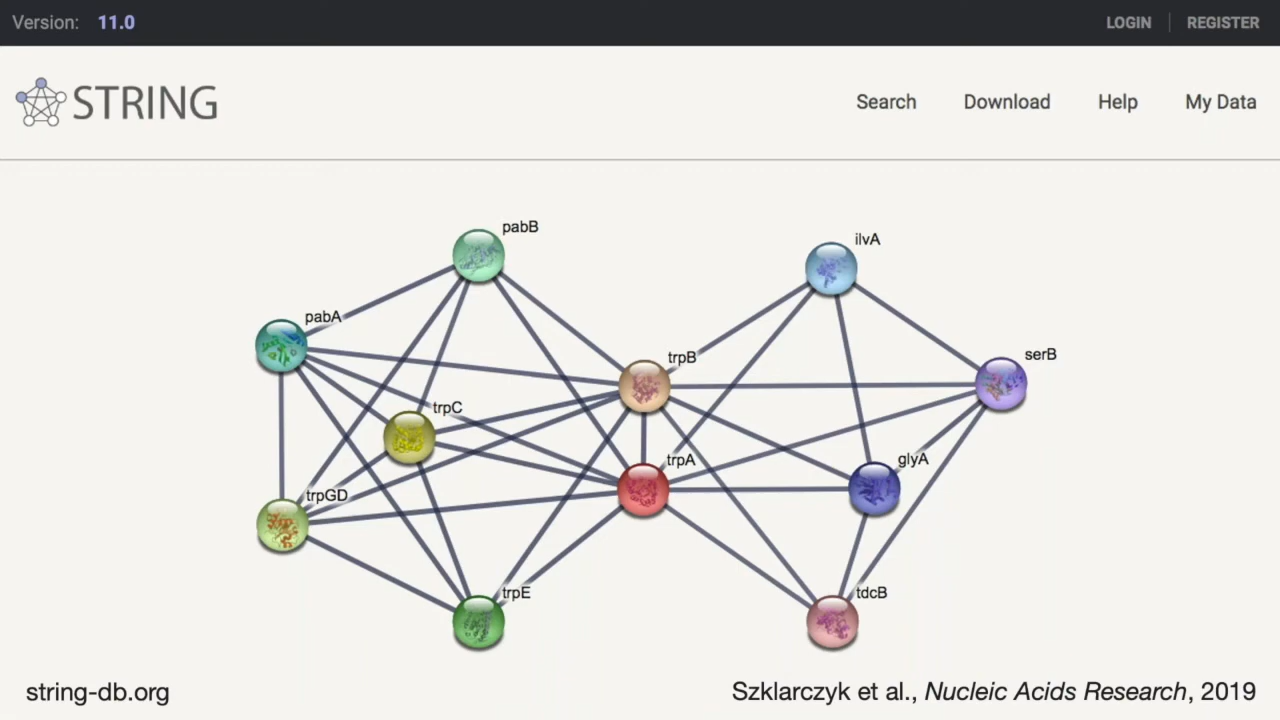 Version: 11.0
LOGIN
REGISTER
STRING
Search
Download
Help
My Data
pabB
ilvA
pabA
trpB
serB
trpC
trpA
glyA
trpGD
trpE
tdcB
string-db.org
Szklarczyk et al., Nucleic Acids Research, 2019